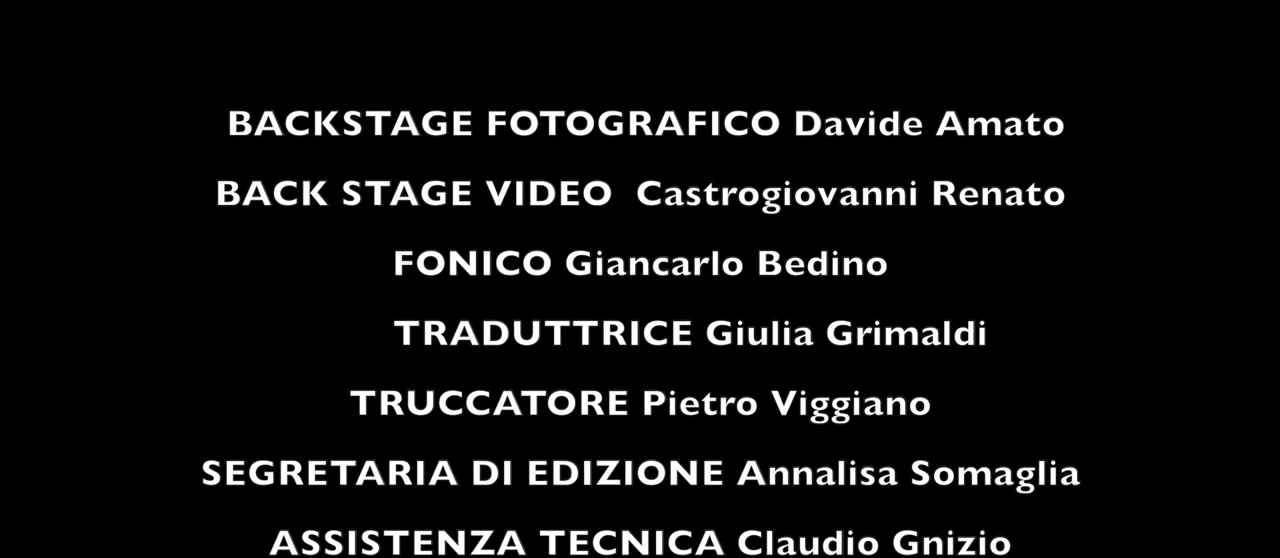 BACKSTAGE FOTOGRAFICO Davide Amato
BACK STAGE VIDEO Castrogiovanni Renato
FONICO Giancarlo Bedino
TRADUTTRICE Giulia Grimaldi
TRUCCATORE Pietro Viggiano
SEGRETARIA DI EDIZIONE Annalisa Somaglia
ASSISTENZA TECNICA Claudio Gnizio